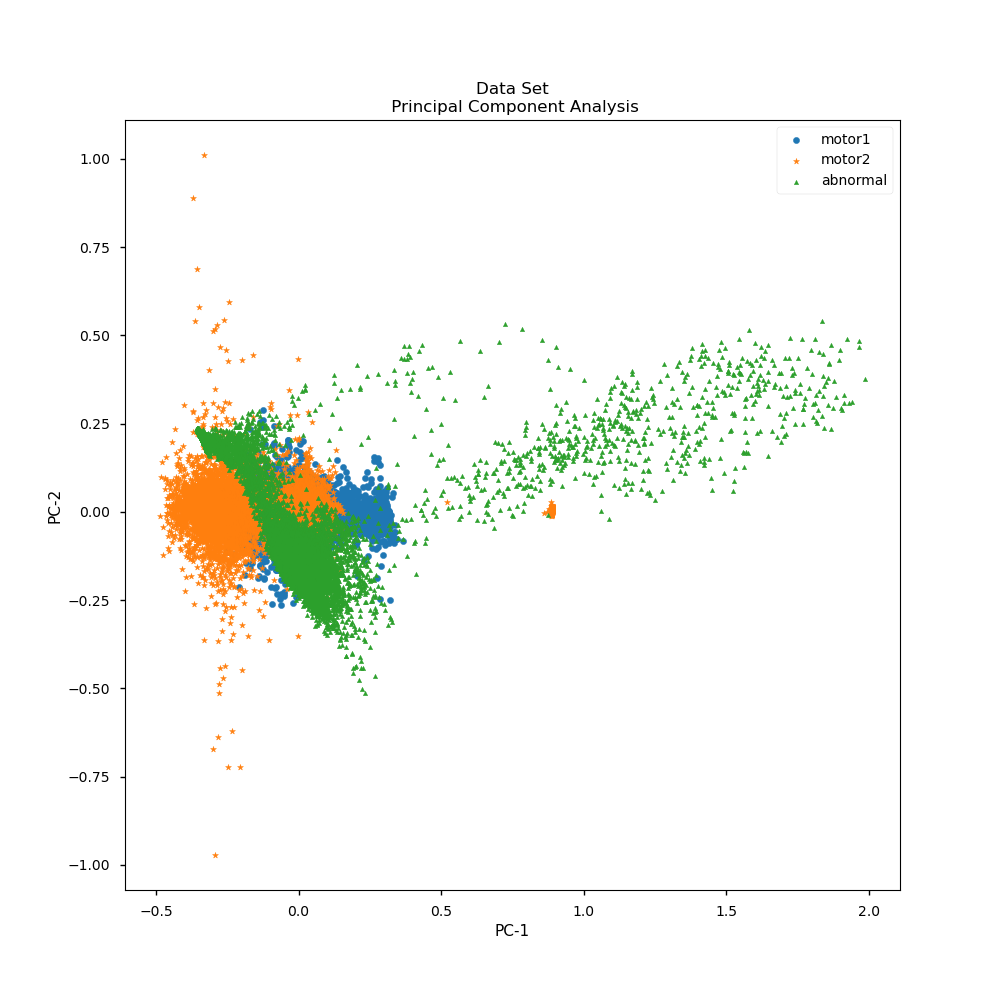 Data Set
Principal Component Analysis
motor1
motor2
abnormal
1.00
0.75
0.50
0.25
0.00
−0.25
−0.50
−0.75
−1.00
PC-2
−0.5
0.0
0.5
1.0
1.5
2.0
PC-1